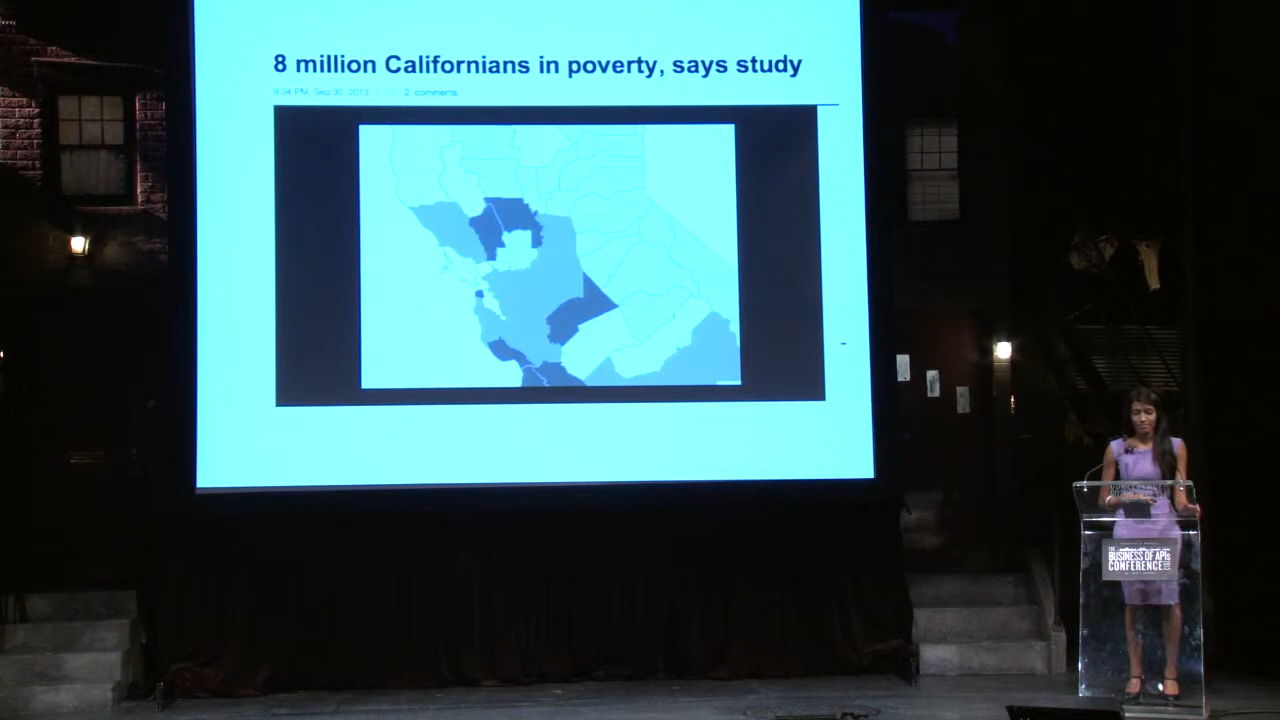 8 million Californians in poverty, says study
9:34 PM, Sep 30, 2013 2 comments
THE
BUSINESS OF APIs
CONFERENCE